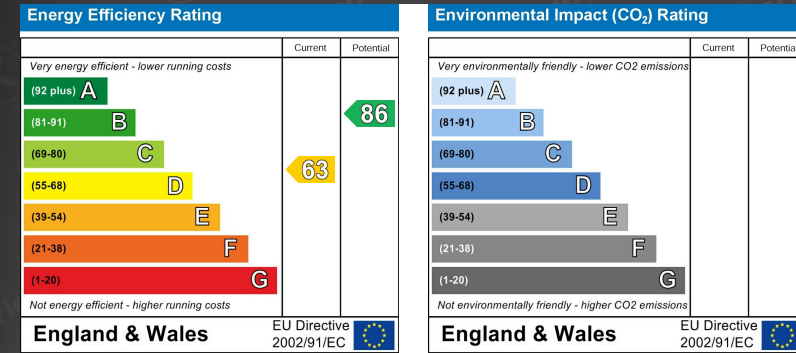 Energy Efficiency Rating
Current Potential
Very energy efficient - lower running costs
(92 plus) A
(81-91) B
86
(69-80) C
63
(55-68) D
(39-54) E
(21-38) F
(1-20) G
Not energy efficient - higher running costs
England & Wales
EU Directive
2002/91/EC
Environmental Impact (CO₂) Rating
Current Potential
Very environmentally friendly - lower CO2 emissions
(92 plus) A
(81-91) B
(69-80) C
(55-68) D
(39-54) E
(21-38) F
(1-20) G
Not environmentally friendly - higher CO2 emissions
England & Wales
EU Directive
2002/91/EC